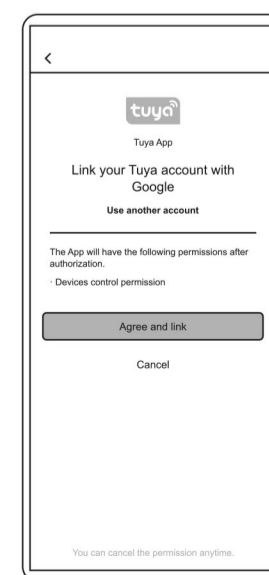 tuya
Tuya App
Link your Tuya account with
Google
Use another account
The App will have the following permissions after
authorization.
· Devices control permission
Agree and link
Cancel
You can cancel the permission anytime.